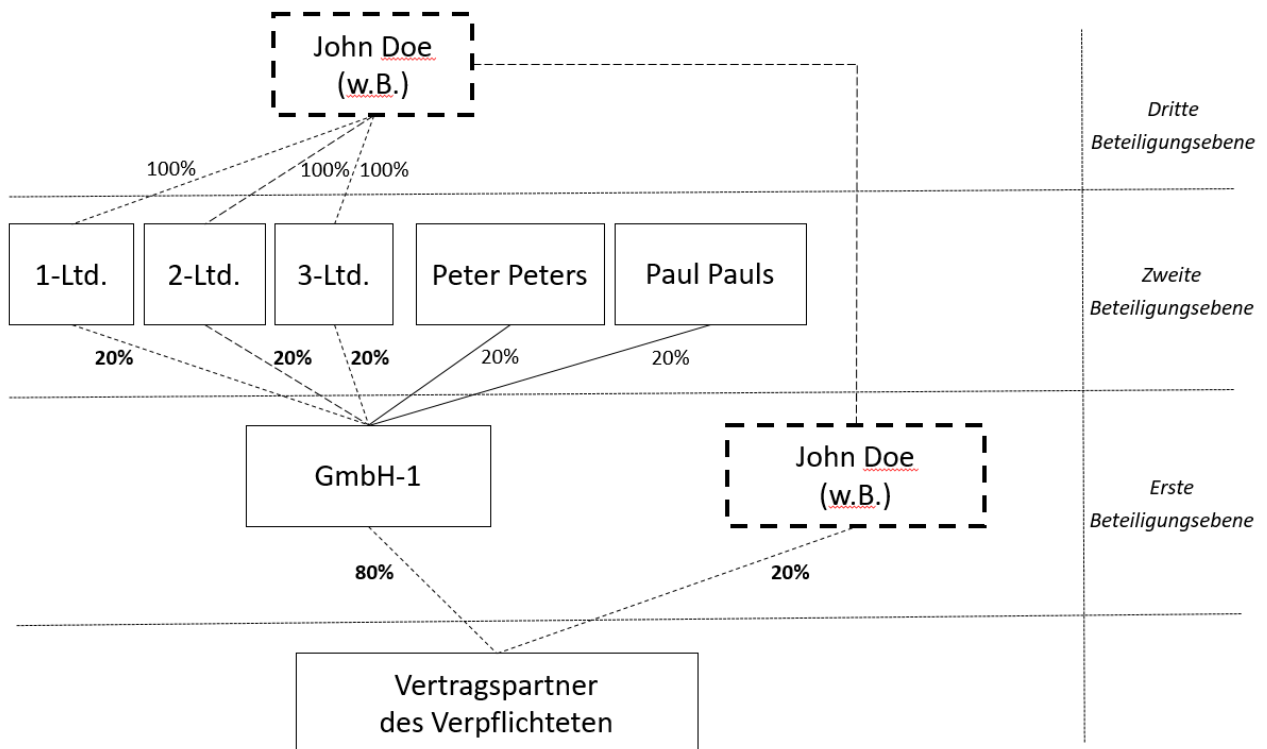 John Doe
(w.B.)
Dritte
Beteiligungsebene
100%
100%
100%
1-Ltd.
2-Ltd.
3-Ltd.
Peter Peters
Paul Pauls
Zweite
Beteiligungsebene
20%
20%
20%
20%
20%
GmbH-1
John Doe
(w.B.)
Erste
Beteiligungsebene
80%
20%
Vertragspartner
des Verpflichteten